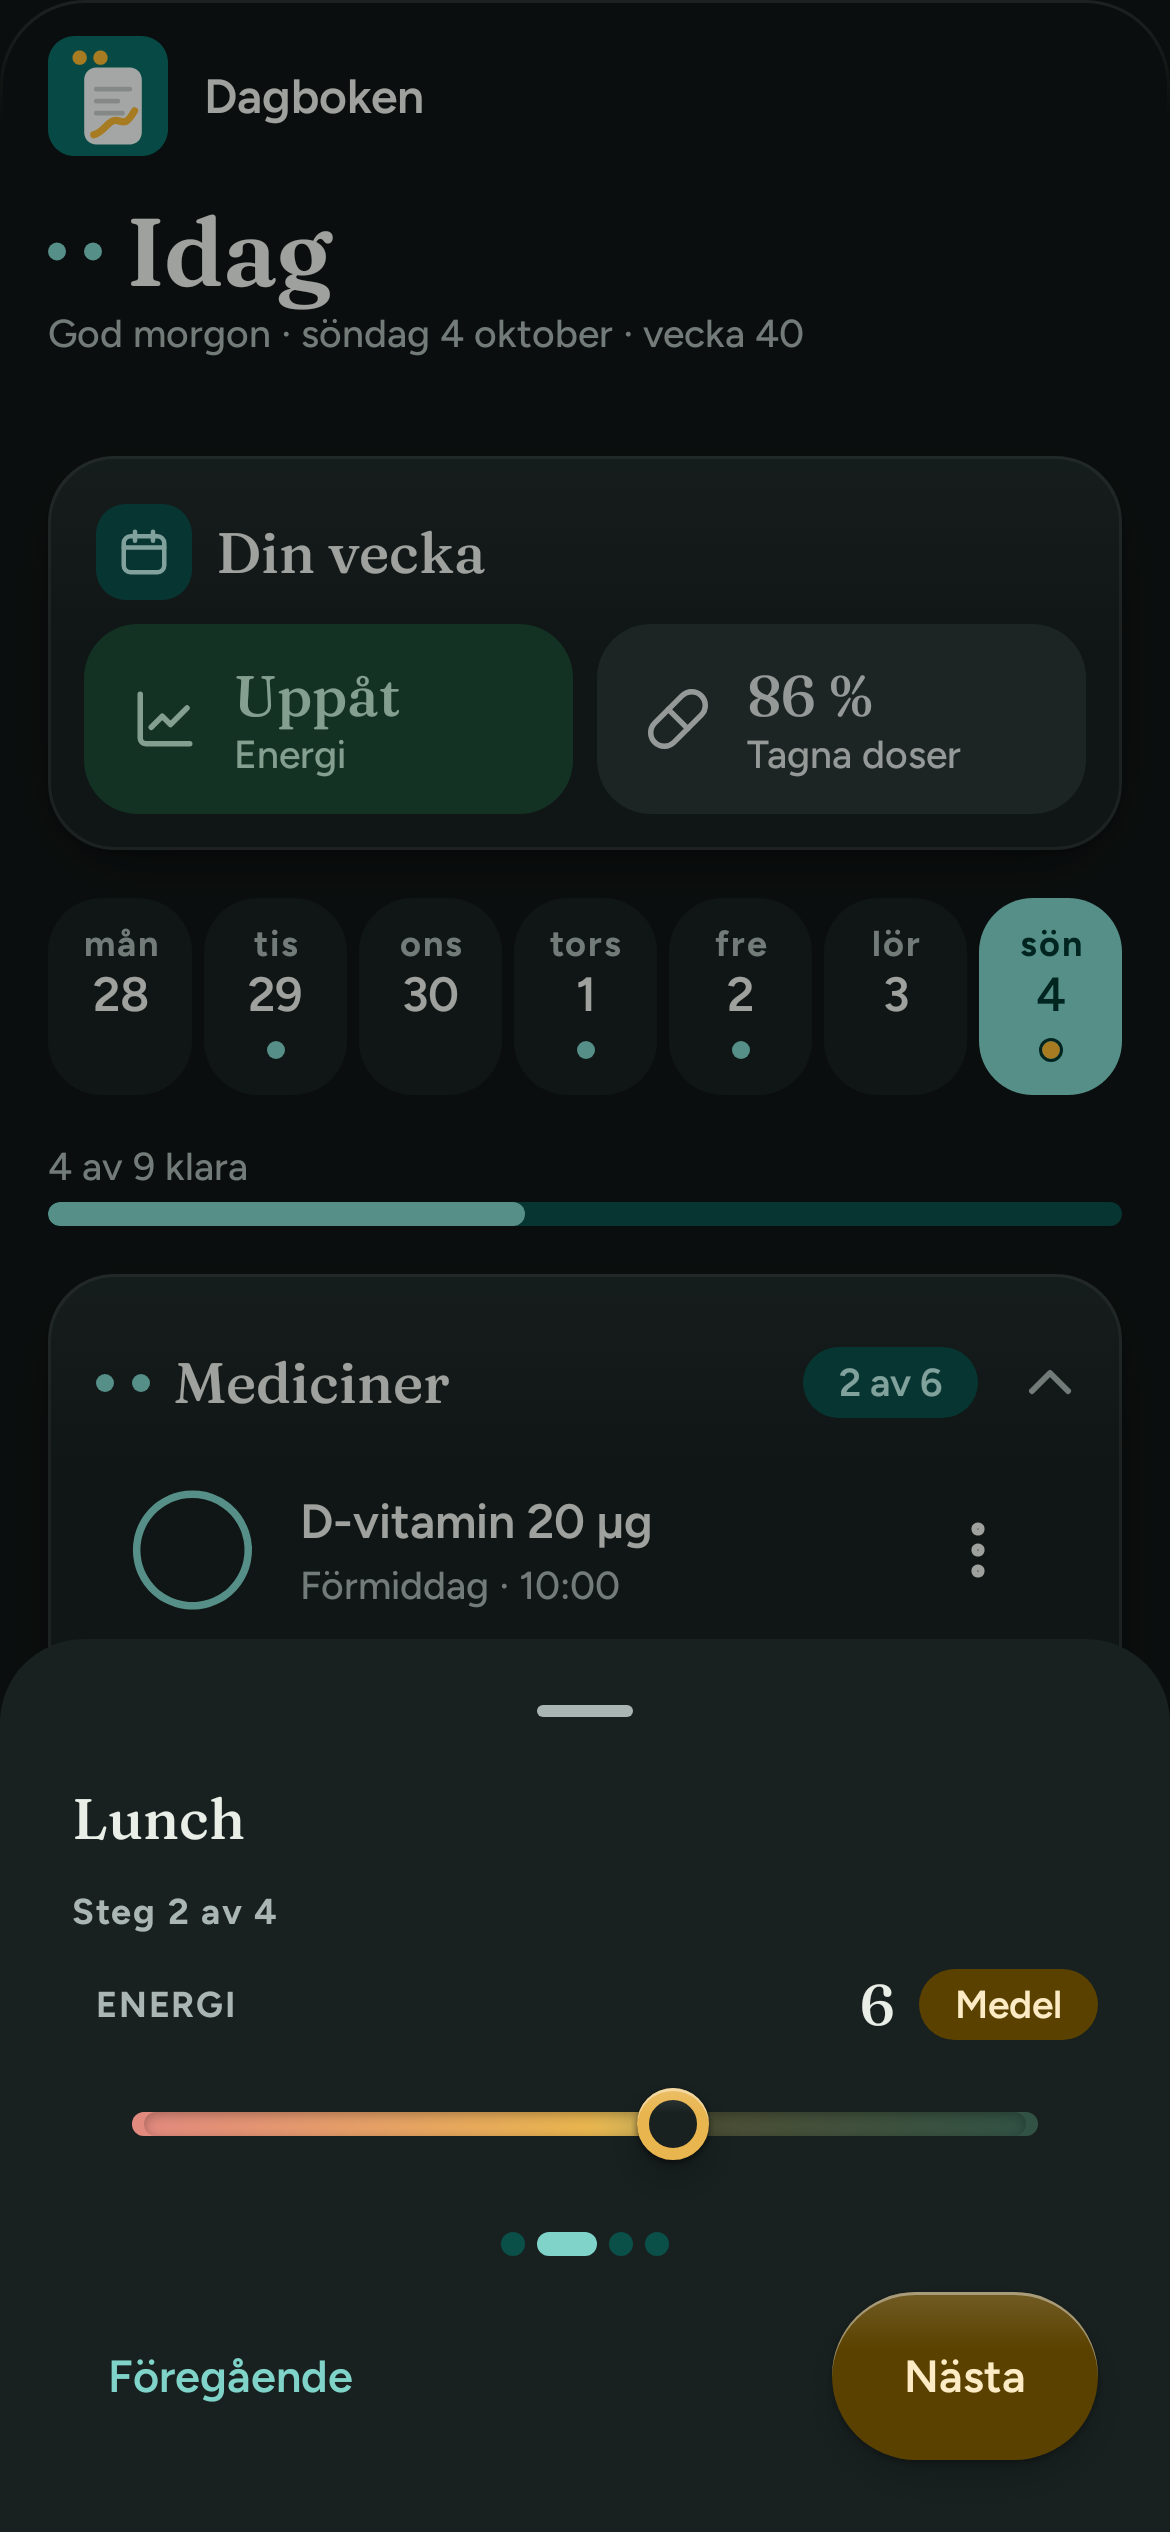 Dagboken
Idag
God morgon · söndag 4 oktober · vecka 40
Din vecka
Uppåt
Energi
86 %
Tagna doser
mån tis ons tors fre lör sön
28 29 30 1 2 3 4
4 av 9 klara
Mediciner 2 av 6
D-vitamin 20 µg
Förmiddag · 10:00
Lunch
Steg 2 av 4
ENERGI 6 Medel
Föregående Nästa